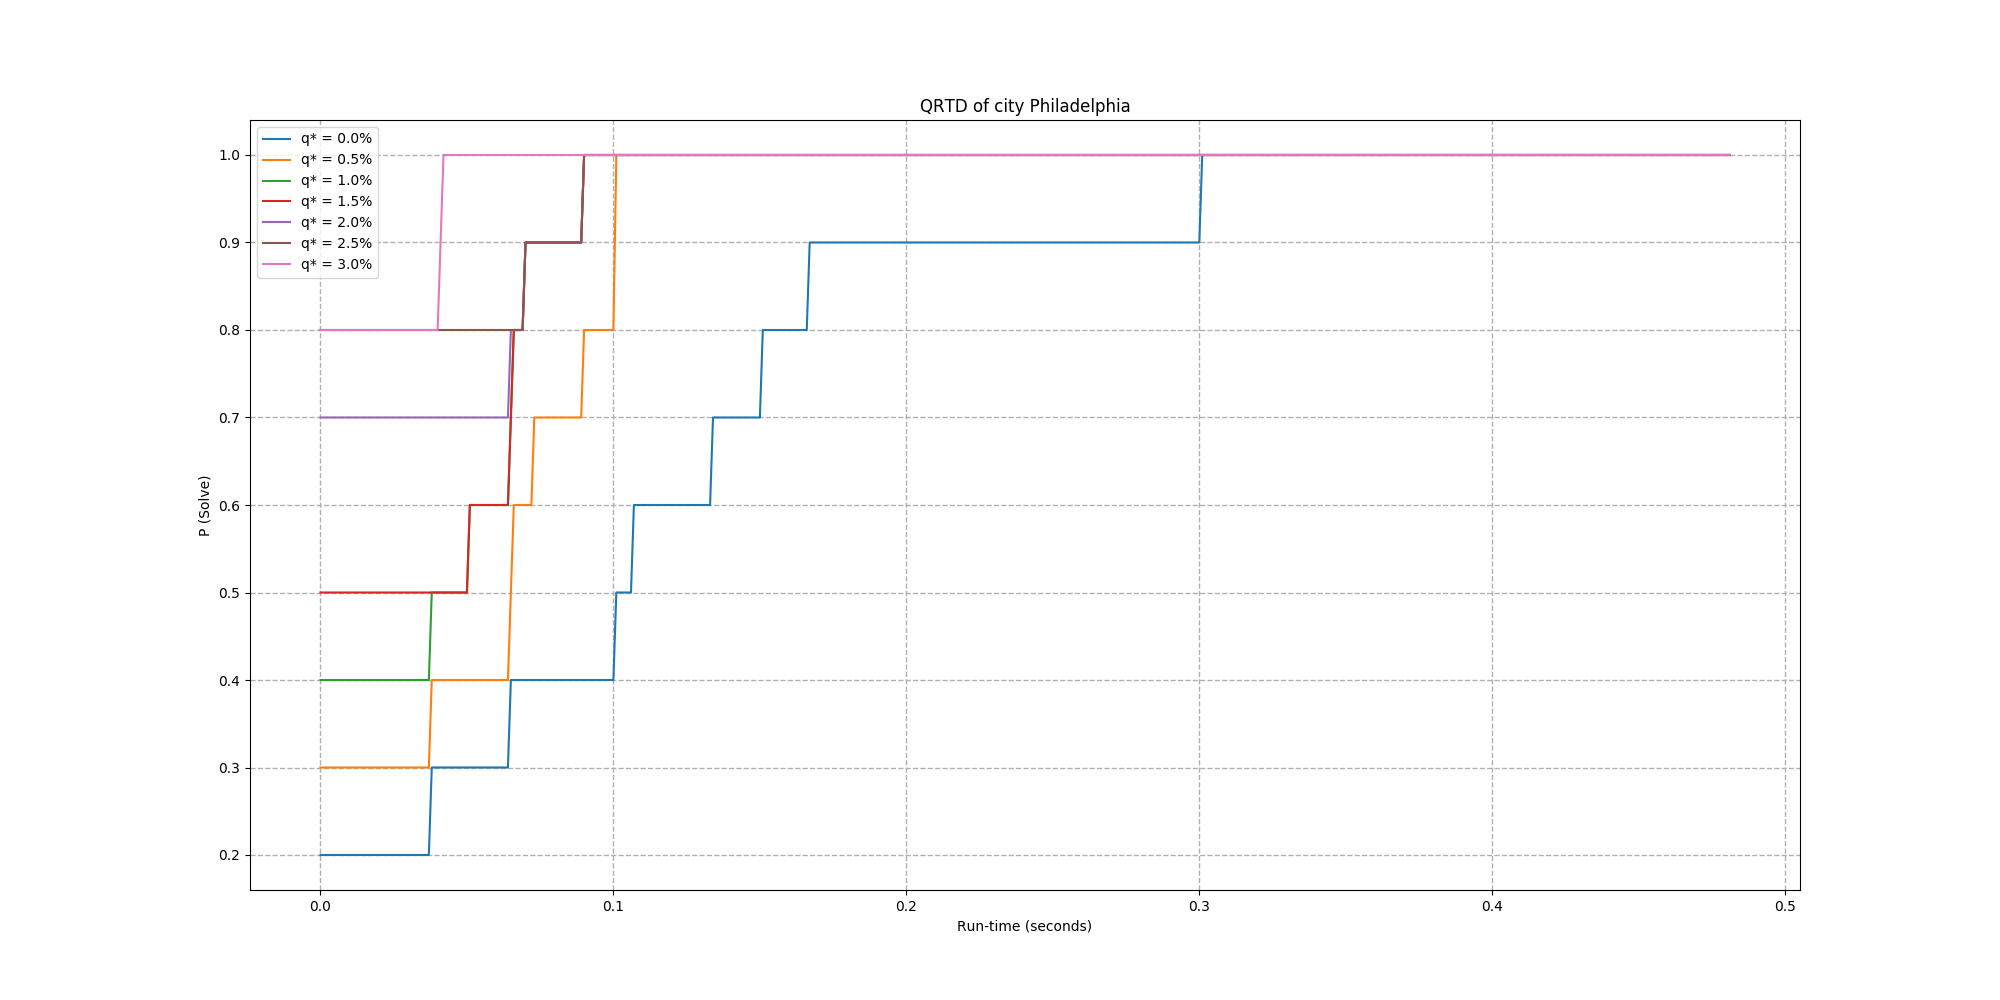 QRTD of city Philadelphia
q* = 0.0%
q* = 0.5%
q* = 1.0%
q* = 1.5%
q* = 2.0%
q* = 2.5%
q* = 3.0%
P (Solve)
1.0
0.9
0.8
0.7
0.6
0.5
0.4
0.3
0.2
0.0 0.1 0.2 0.3 0.4 0.5
Run-time (seconds)